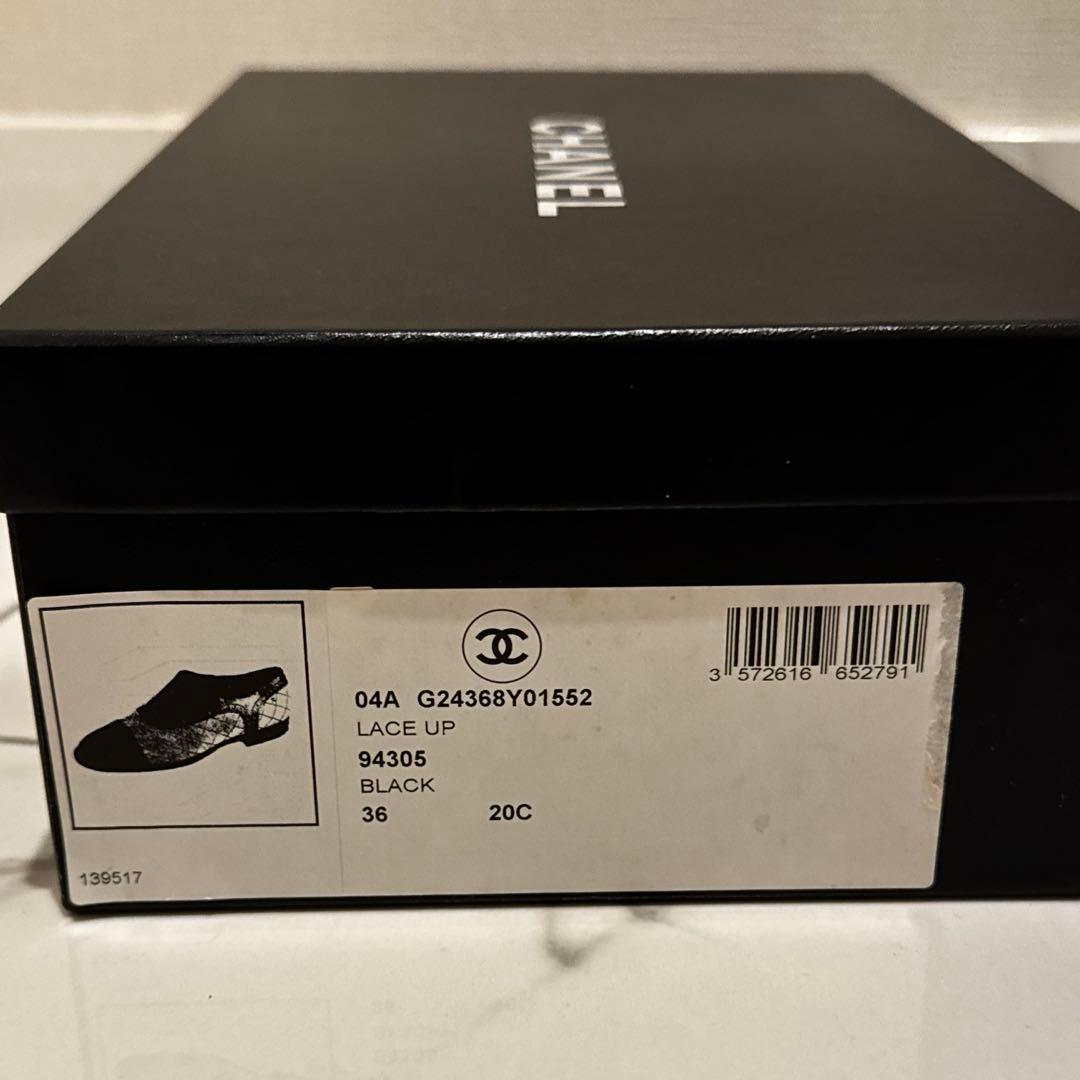 CHANEL
04A G24368Y01552
LACE UP
94305
BLACK
36 20C
3 572616 652791
139517